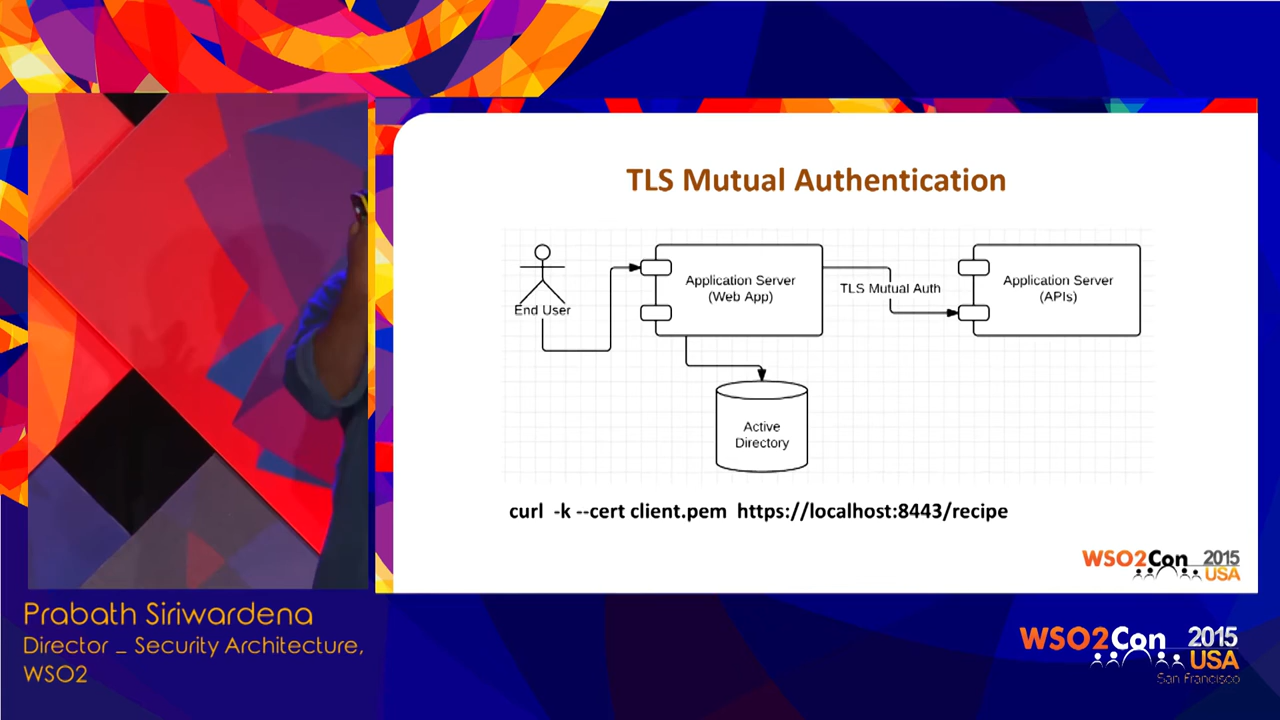 TLS Mutual Authentication
End User
Application Server
(Web App)
TLS Mutual Auth
Application Server
(APIs)
Active
Directory
curl -k --cert client.pem https://localhost:8443/recipe
WSO2Con 2015
USA
Prabath Siriwardena
Director _ Security Architecture,
WSO2
WSO2Con 2015
USA
San Francisco